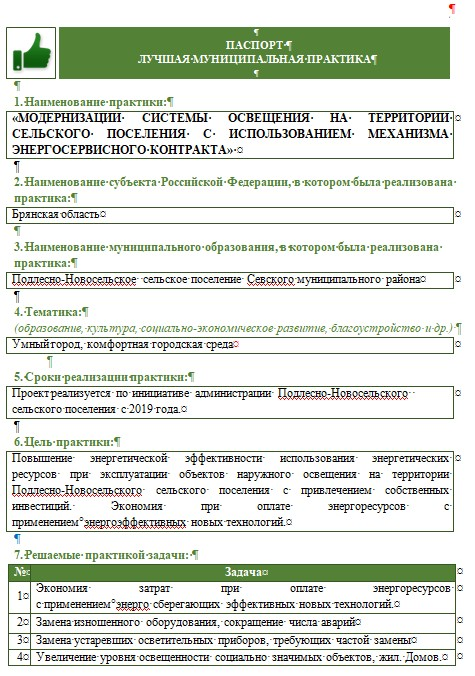 ПАСПОРТ
ЛУЧШАЯ МУНИЦИПАЛЬНАЯ ПРАКТИКА
1. Наименование практики:
«МОДЕРНИЗАЦИИ СИСТЕМЫ ОСВЕЩЕНИЯ НА ТЕРРИТОРИИ
СЕЛЬСКОГО ПОСЕЛЕНИЯ С ИСПОЛЬЗОВАНИЕМ МЕХАНИЗМА
ЭНЕРГОСЕРВИСНОГО КОНТРАКТА»
2. Наименование субъекта Российской Федерации, в котором была реализована
практика:
Брянская область
3. Наименование муниципального образования, в котором была реализована
практика:
Подлесно-Новосельское сельское поселение Севского муниципального района
4. Тематика:
(образование, культура, социально-экономическое развитие, благоустройство и др.)
Умный город, комфортная городская среда
5. Сроки реализации практики:
Проект реализуется по инициативе администрации Подлесно-Новосельского
сельского поселения с 2019 года.
6. Цель практики:
Повышение энергетической эффективности использования энергетических
ресурсов при эксплуатации объектов наружного освещения на территории
Подлесно-Новосельского сельского поселения с привлечением собственных
инвестиций. Экономия при оплате энергоресурсов с
применением энергоэффективных новых технологий.
7. Решаемые практикой задачи:
№ Задача
1 Экономия затрат при оплате энергоресурсов
с применением энерго сберегающих эффективных новых технологий.
2 Замена изношенного оборудования, сокращение числа аварий
3 Замена устаревших осветительных приборов, требующих частой замены
4 Увеличение уровня освещенности социально значимых объектов, жил. Домов.